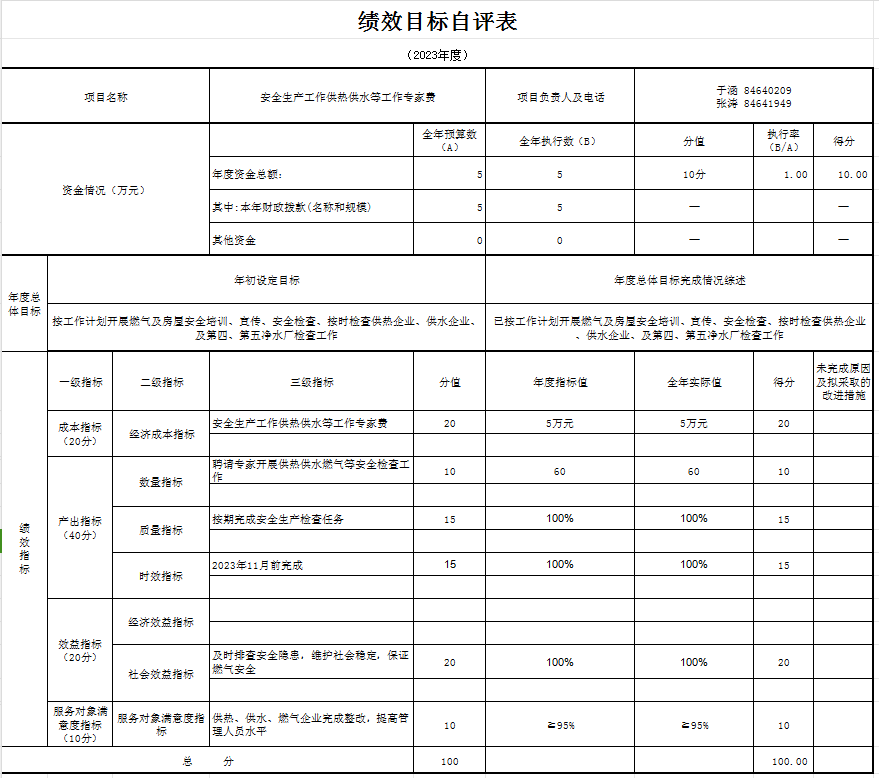 绩效目标自评表
（2023年度）
项目名称
安全生产工作供热供水等工作专家费
项目负责人及电话
于涵 84640209
张涛 84641949
资金情况（万元）
全年预算数
（A）
全年执行数（B）
分值
执行率
（B/A）
得分
年度资金总额：
5
5
10分
1.00
10.00
其中:本年财政拨款(名称和规模)
5
5
—
—
其他资金
0
0
—
—
年度总
体目标
年初设定目标
年度总体目标完成情况综述
按工作计划开展燃气及房屋安全培训、宣传、安全检查、按时检查供热企业、供水企业、
及第四、第五净水厂检查工作
已按工作计划开展燃气及房屋安全培训、宣传、安全检查、按时检查供热企业
、供水企业、及第四、第五净水厂检查工作
绩
效
指
标
一级指标
二级指标
三级指标
分值
年度指标值
全年实际值
得分
未完成原因
及拟采取的
改进措施
成本指标
（20分）
经济成本指标
安全生产工作供热供水等工作专家费
20
5万元
5万元
20
产出指标
（40分）
数量指标
聘请专家开展供热供水燃气等安全检查工
作
10
60
60
10
质量指标
按期完成安全生产检查任务
15
100%
100%
15
时效指标
2023年11月前完成
15
100%
100%
15
效益指标
（20分）
经济效益指标
社会效益指标
及时排查安全隐患，维护社会稳定，保证
燃气安全
20
100%
100%
20
服务对象满
意度指标
（10分）
服务对象满意度指
标
供热、供水、燃气企业完成整改，提高管
理人员水平
10
≧95%
≧95%
10
总 分
100
100.00